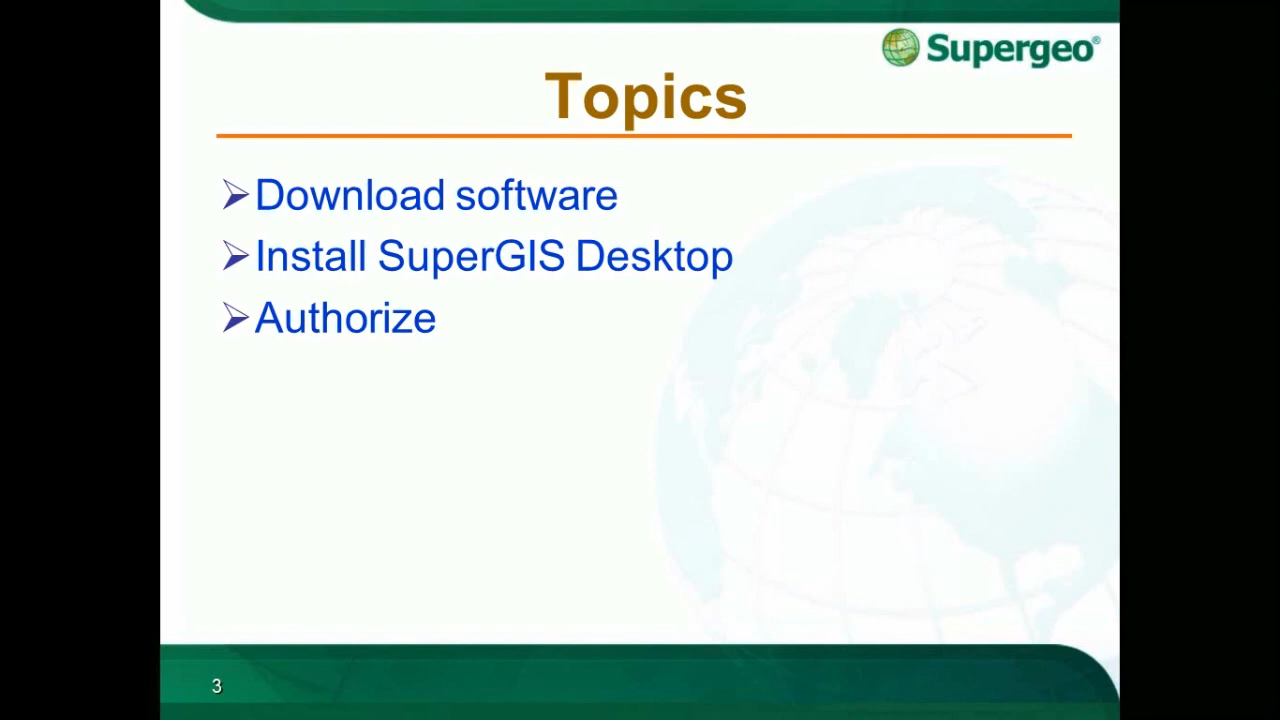 Supergeo®
Topics
Download software
Install SuperGIS Desktop
Authorize
3